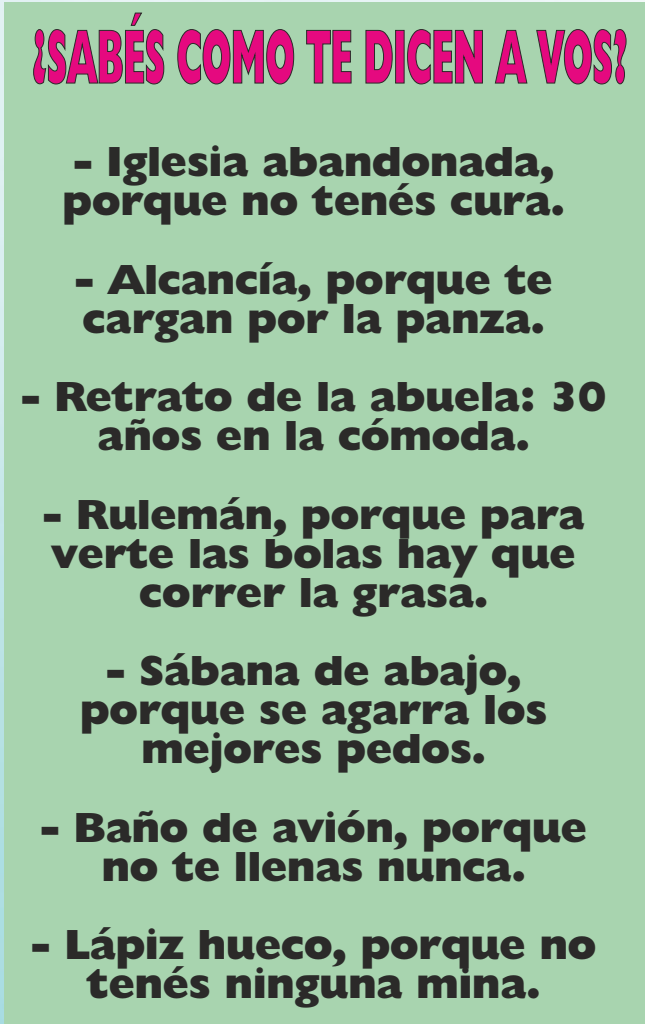 ¿SABÉS COMO TE DICEN A VOS?
- Iglesia abandonada,
porque no tenés cura.
- Alcancía, porque te
cargan por la panza.
- Retrato de la abuela: 30
años en la cómoda.
- Rulemán, porque para
verte las bolas hay que
correr la grasa.
- Sábana de abajo,
porque se agarra los
mejores pedos.
- Baño de avión, porque
no te llenas nunca.
- Lápiz hueco, porque no
tenés ninguna mina.